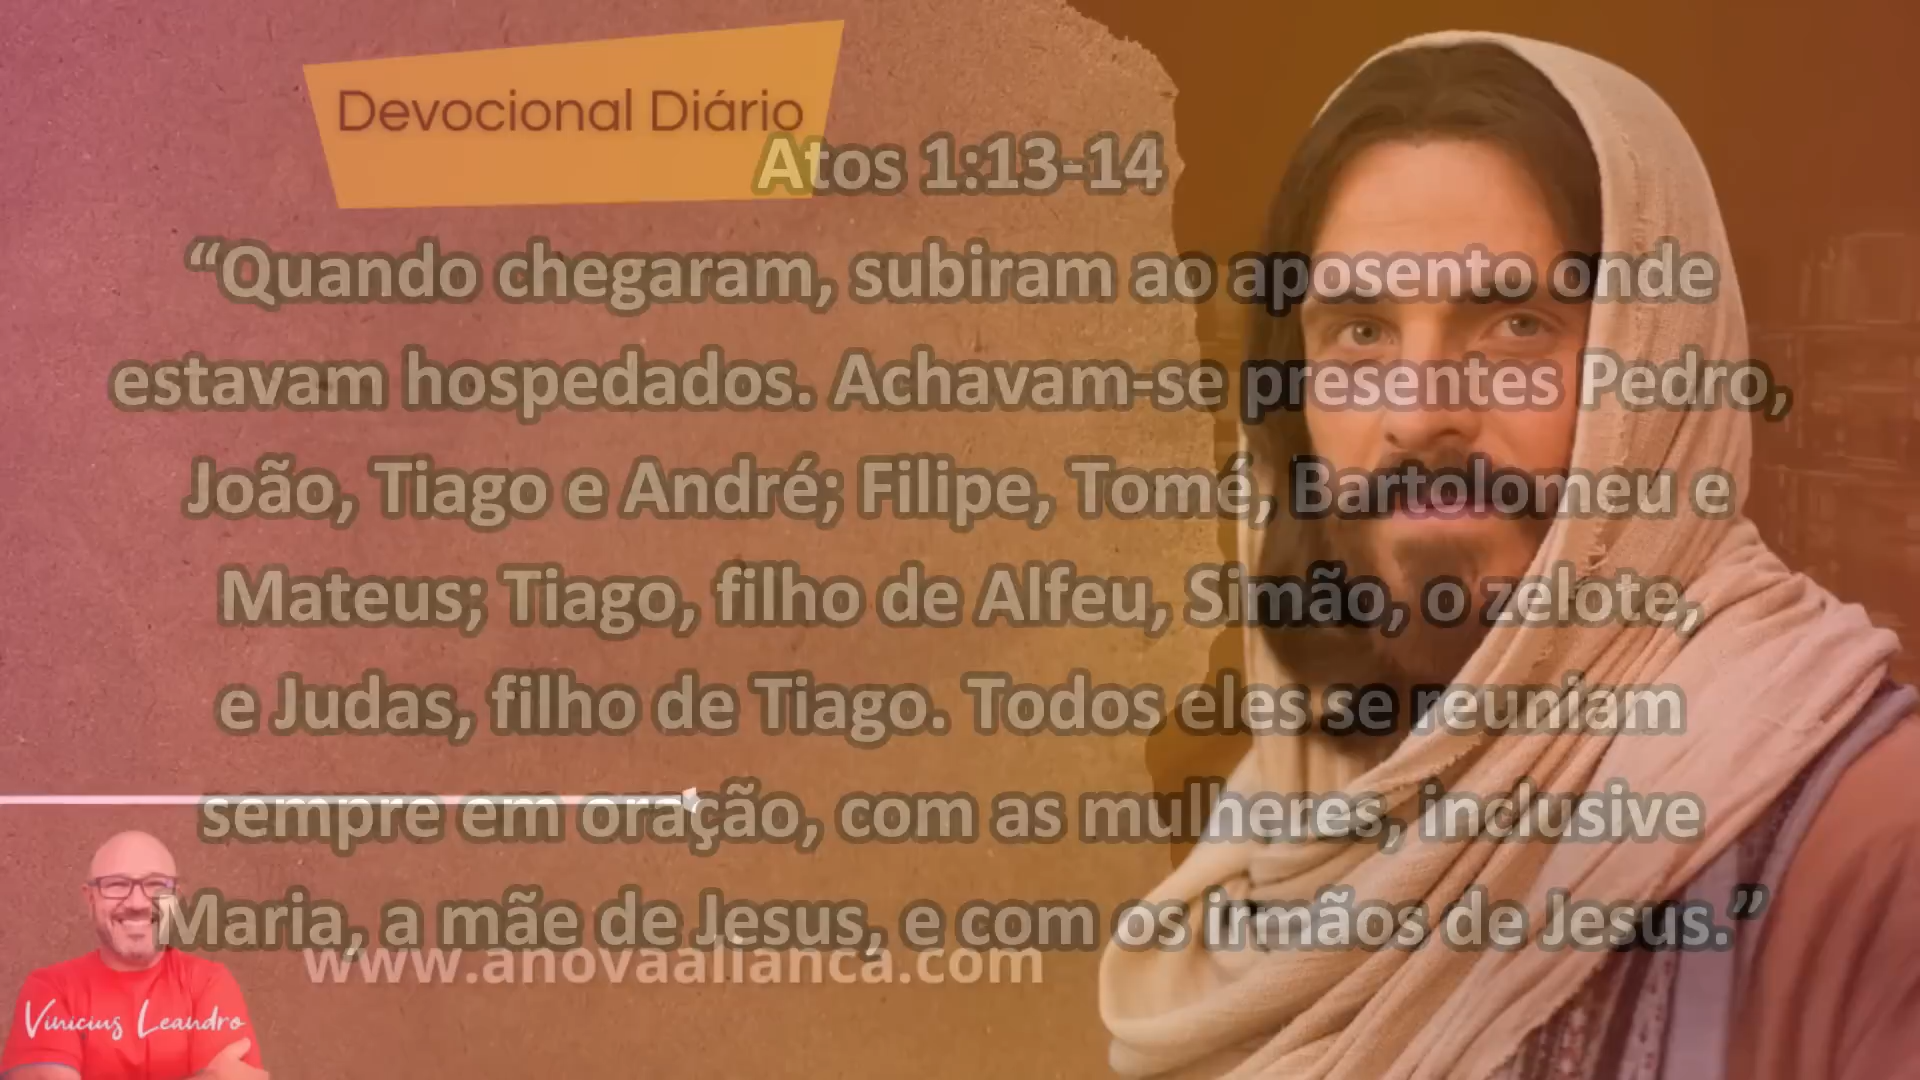 Devocional Diário
Atos 1:13-14
“Quando chegaram, subiram ao aposento onde
estavam hospedados. Achavam-se presentes Pedro,
João, Tiago e André; Filipe, Tomé, Bartolomeu e
Mateus; Tiago, filho de Alfeu, Simão, o zelote,
e Judas, filho de Tiago. Todos eles se reuniam
sempre em oração, com as mulheres, inclusive
Maria, a mãe de Jesus, e com os irmãos de Jesus.”
www.anovaalianca.com
Vinicius Leandro